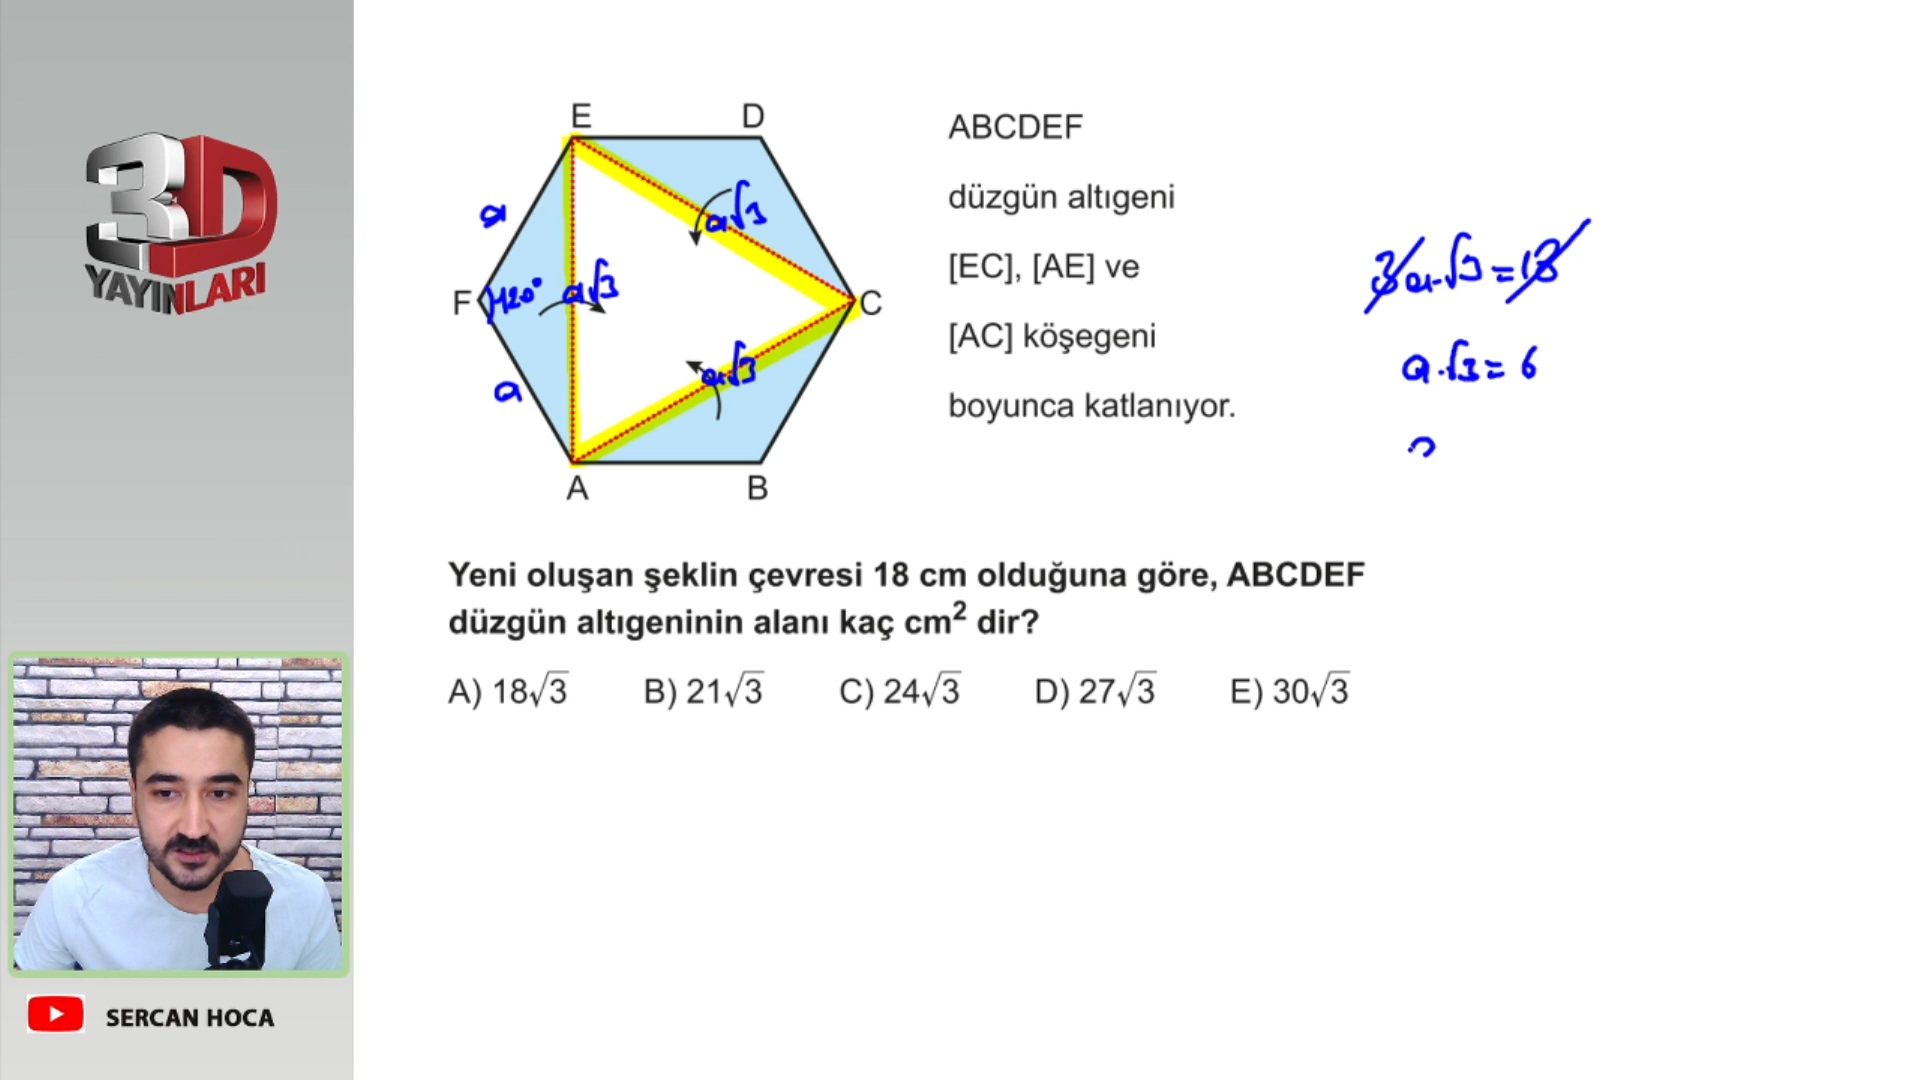 3D
YAYINLARI
E
D
F
C
A
B
a
a
120°
a√3
a√3
a√3
ABCDEF
düzgün altıgeni
[EC], [AE] ve
[AC] köşegeni
boyunca katlanıyor.
3a.√3=18
a.√3=6
Yeni oluşan şeklin çevresi 18 cm olduğuna göre, ABCDEF
düzgün altıgeninin alanı kaç cm² dir?
A) 18√3 B) 21√3 C) 24√3 D) 27√3 E) 30√3
SERCAN HOCA